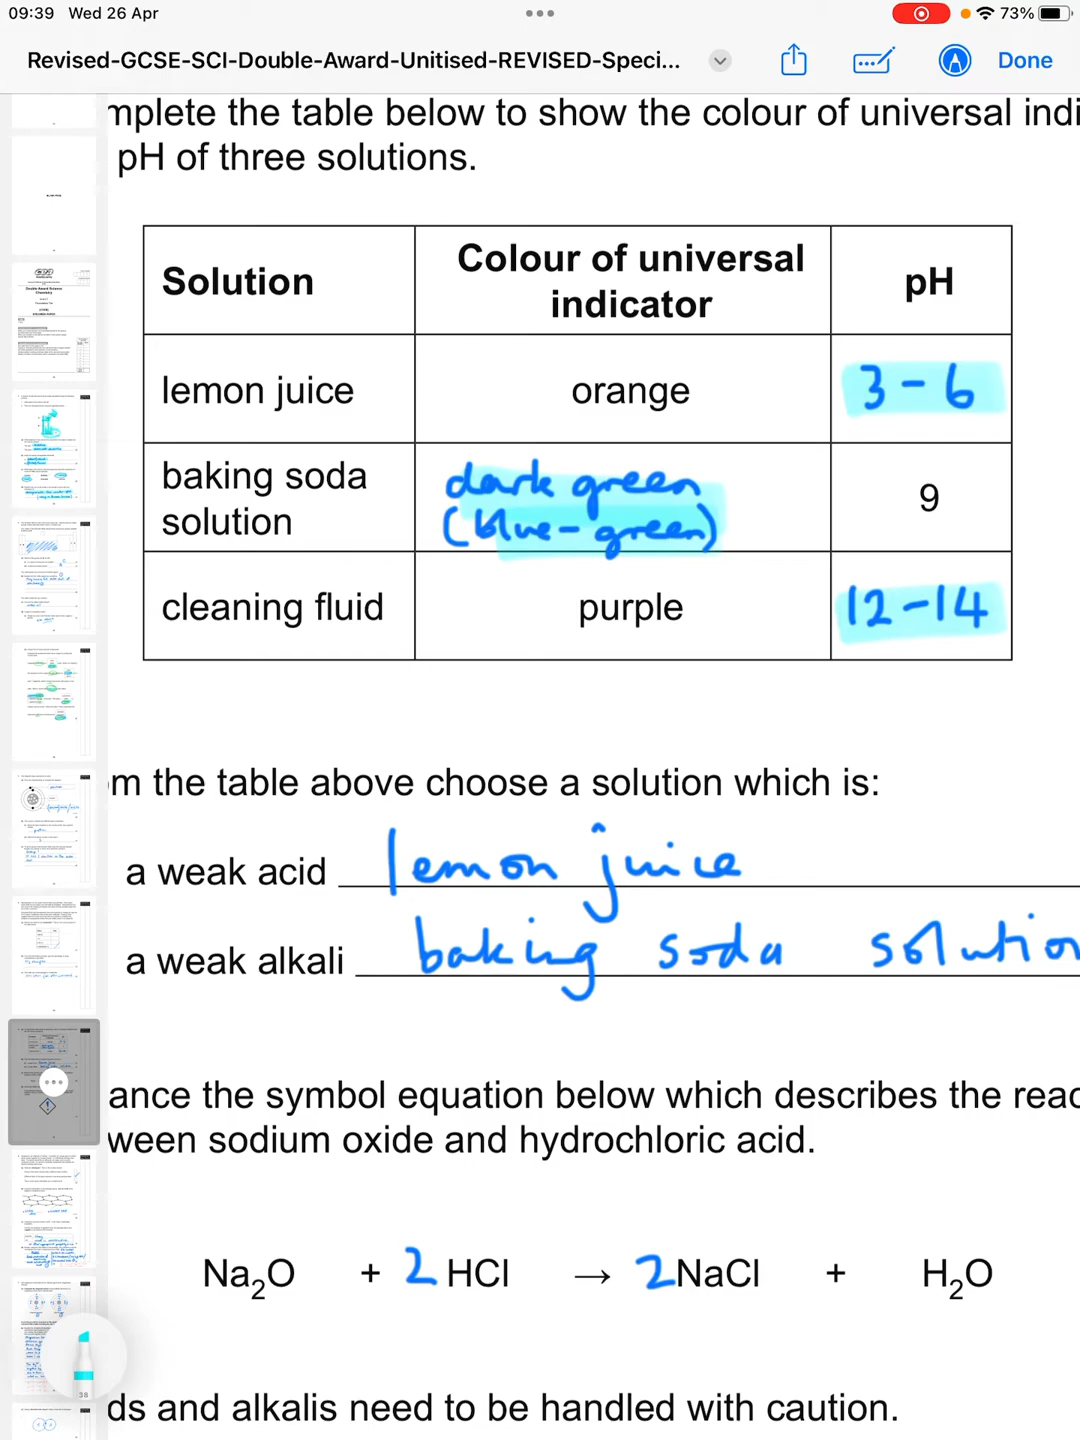 09:39 Wed 26 Apr
73%
Revised-GCSE-SCI-Double-Award-Unitised-REVISED-Speci...
Done
mplete the table below to show the colour of universal indi
pH of three solutions.
Solution
Colour of universal
indicator
pH
lemon juice
orange
3 - 6
baking soda
solution
dark green
(blue-green)
9
cleaning fluid
purple
12-14
m the table above choose a solution which is:
a weak acid lemon juice
a weak alkali baking soda solution
ance the symbol equation below which describes the reac
ween sodium oxide and hydrochloric acid.
Na₂O + 2 HCl → 2NaCl + H₂O
38
ds and alkalis need to be handled with caution.